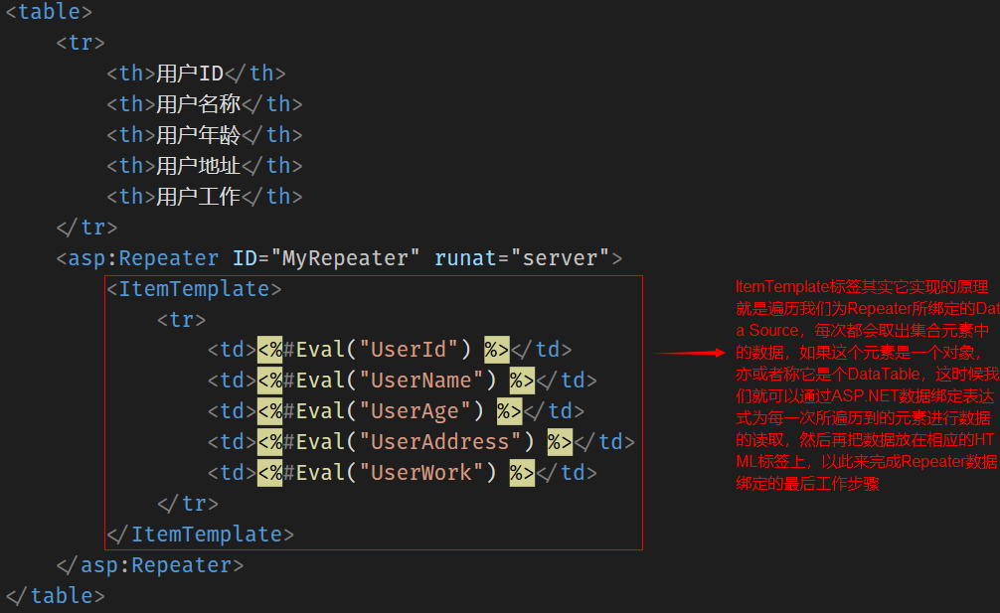 <table>
<tr>
<th>用户ID</th>
<th>用户名称</th>
<th>用户年龄</th>
<th>用户地址</th>
<th>用户工作</th>
</tr>
<asp:Repeater ID="MyRepeater" runat="server">
<ItemTemplate>
<tr>
<td><%#Eval("UserId") %></td>
<td><%#Eval("UserName") %></td>
<td><%#Eval("UserAge") %></td>
<td><%#Eval("UserAddress") %></td>
<td><%#Eval("UserWork") %></td>
</tr>
</ItemTemplate>
</asp:Repeater>
</table>
ItemTemplate标签其实它实现的原理
就是遍历我们为Repeater所绑定的Dat
a Source，每次都会取出集合元素中
的数据，如果这个元素是一个对象，
亦或者称它是个DataTable，这时候我
们就可以通过ASP.NET数据绑定表达
式为每一次所遍历到的元素进行数据
的读取，然后再把数据放在相应的HT
ML标签上，以此来完成Repeater数据
绑定的最后工作步骤